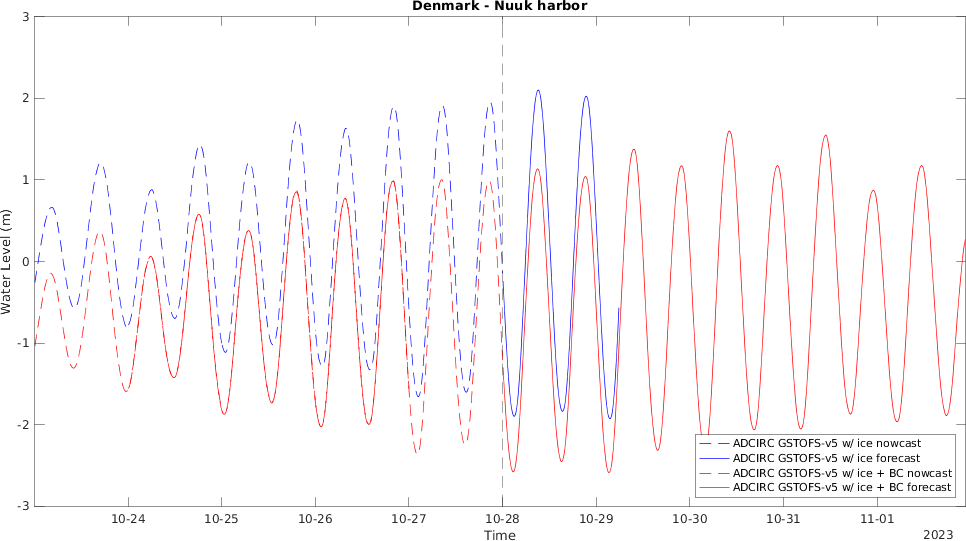 Denmark - Nuuk harbor
3
2
1
0
-1
-2
-3
Water Level (m)
10-24
10-25
10-26
10-27
10-28
10-29
10-30
10-31
11-01
Time
2023
ADCIRC GSTOFS-v5 w/ ice nowcast
ADCIRC GSTOFS-v5 w/ ice forecast
ADCIRC GSTOFS-v5 w/ ice + BC nowcast
ADCIRC GSTOFS-v5 w/ ice + BC forecast